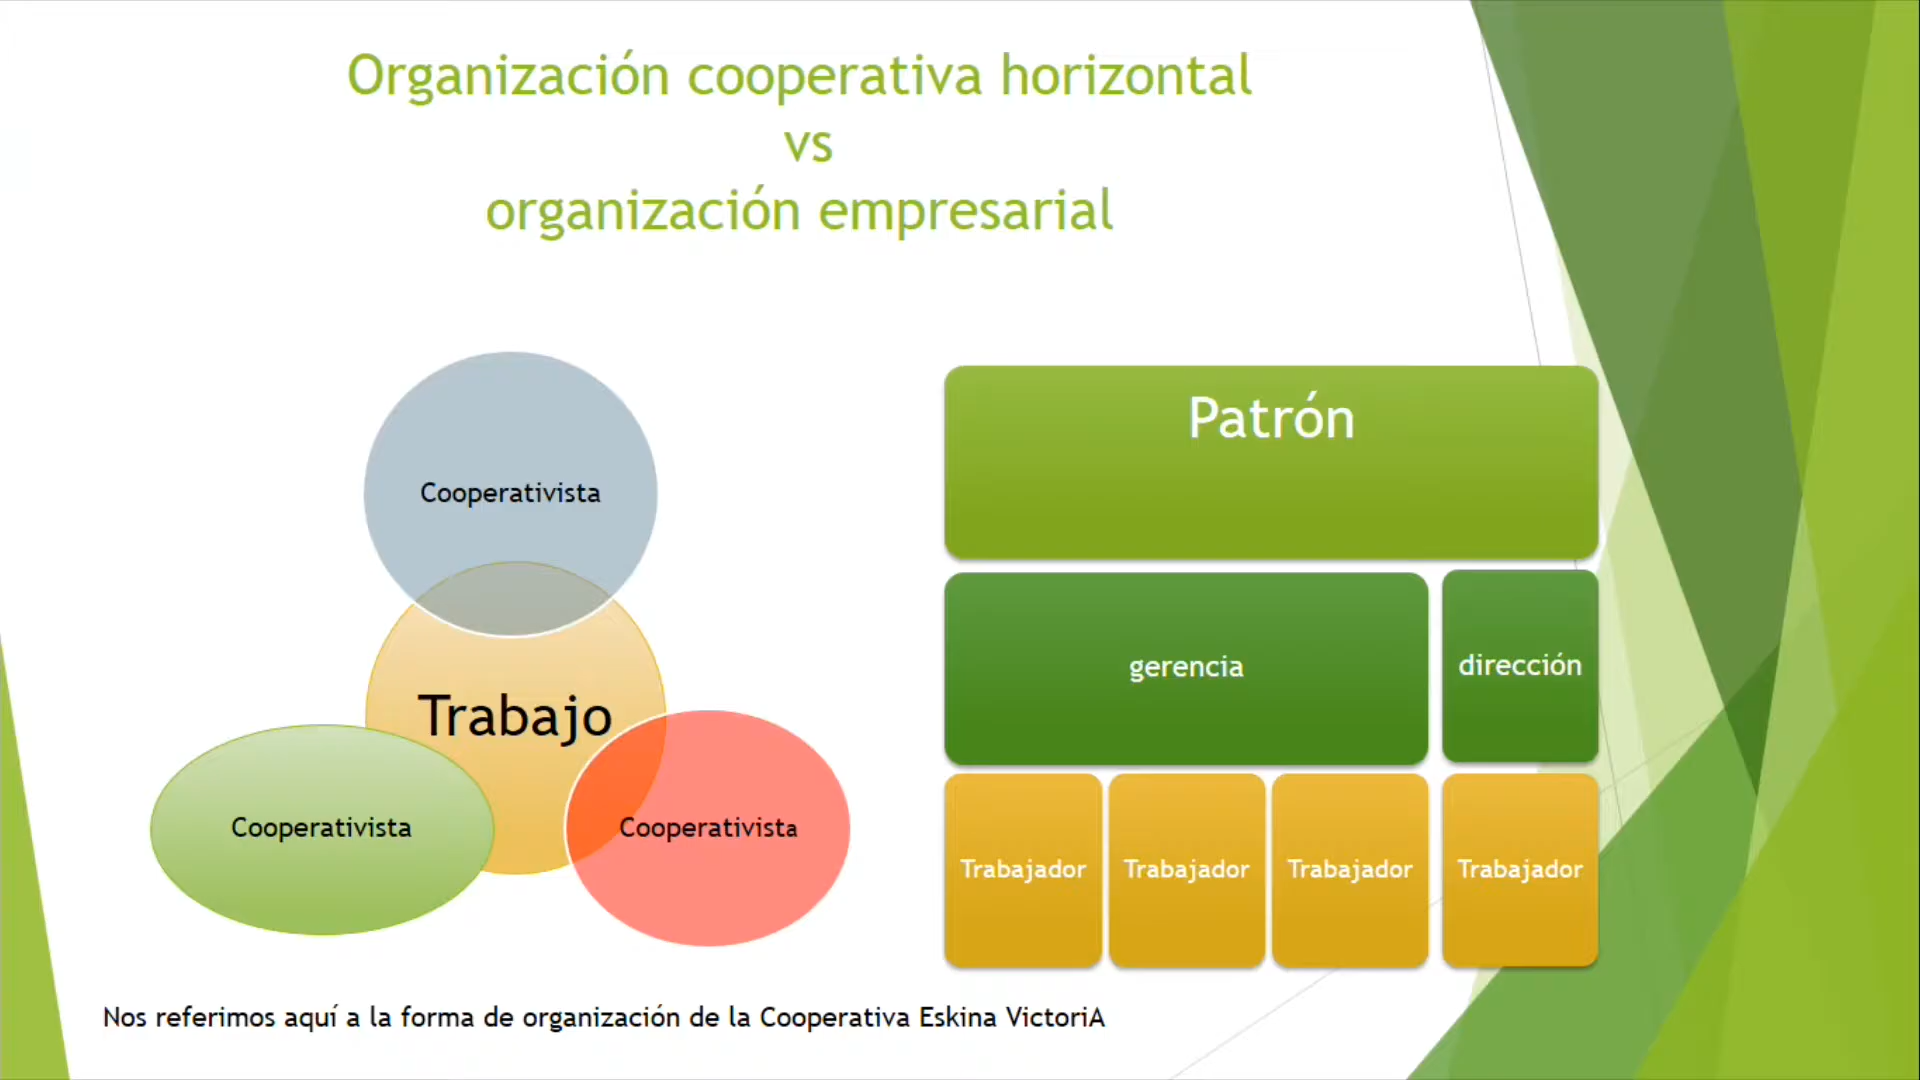 Organización cooperativa horizontal
vs
organización empresarial
Cooperativista
Trabajo
Cooperativista
Cooperativista
Patrón
gerencia
dirección
Trabajador
Trabajador
Trabajador
Trabajador
Nos referimos aquí a la forma de organización de la Cooperativa Eskina VictoriA